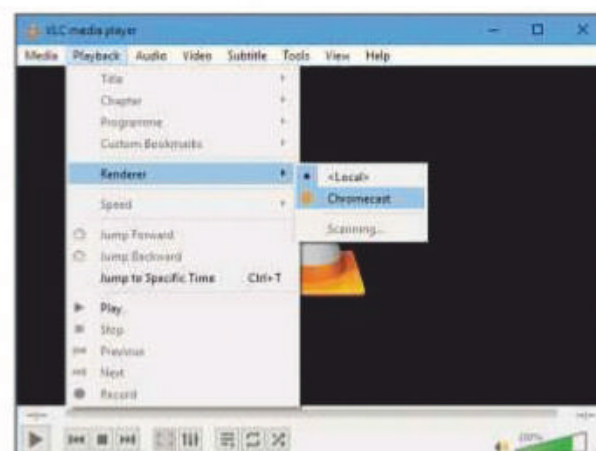 VLC media player
Media Playback Audio Video Subtitle Tools View Help
Title
Chapter
Programme
Custom Bookmarks
Renderer
<Local>
Chromecast
Speed
Scanning...
Jump Forward
Jump Backward
Jump to Specific Time Ctrl+T
Play
Stop
Previous
Next
Record
100%